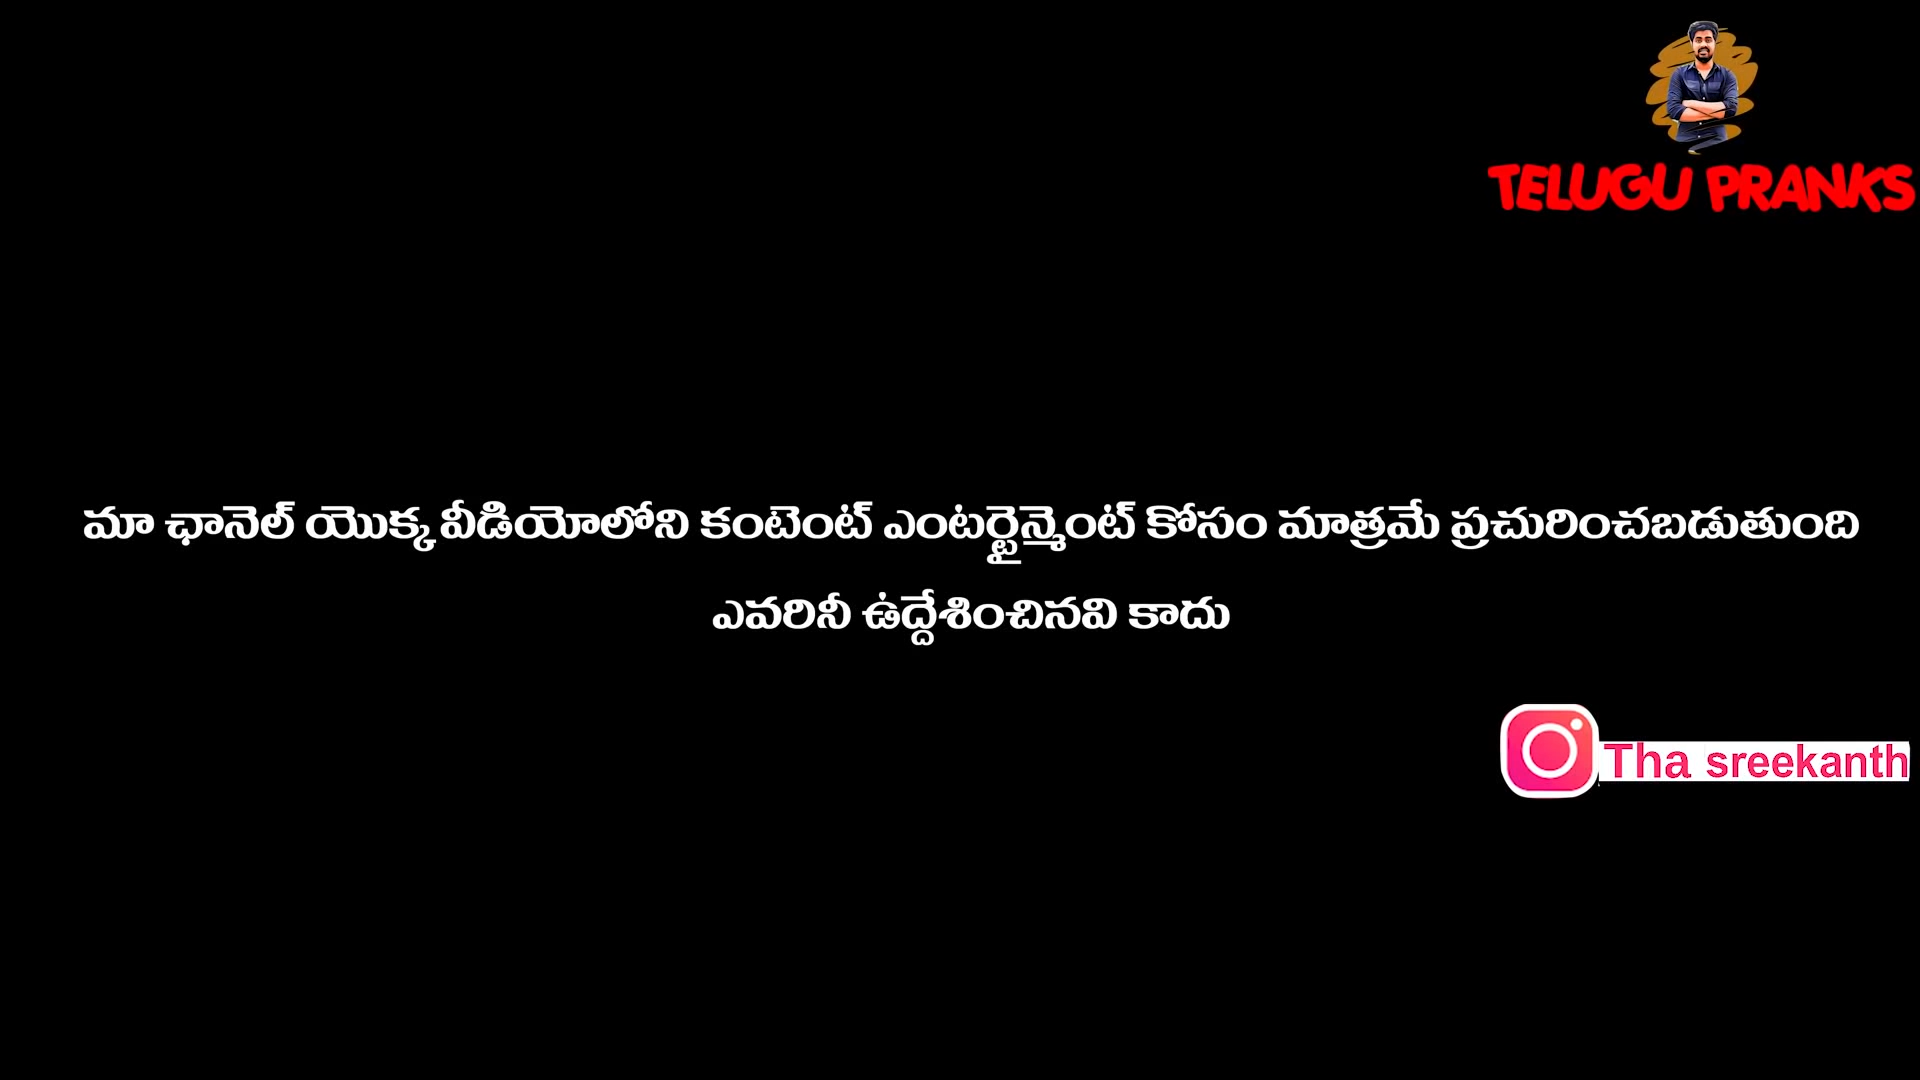 TELUGU PRANKS
మా ఛానెల్ యొక్క వీడియోలోని కంటెంట్ ఎంటర్టైన్మెంట్ కోసం మాత్రమే ప్రచురించబడుతుంది
ఎవరినీ ఉద్దేశించినవి కాదు
Tha sreekanth